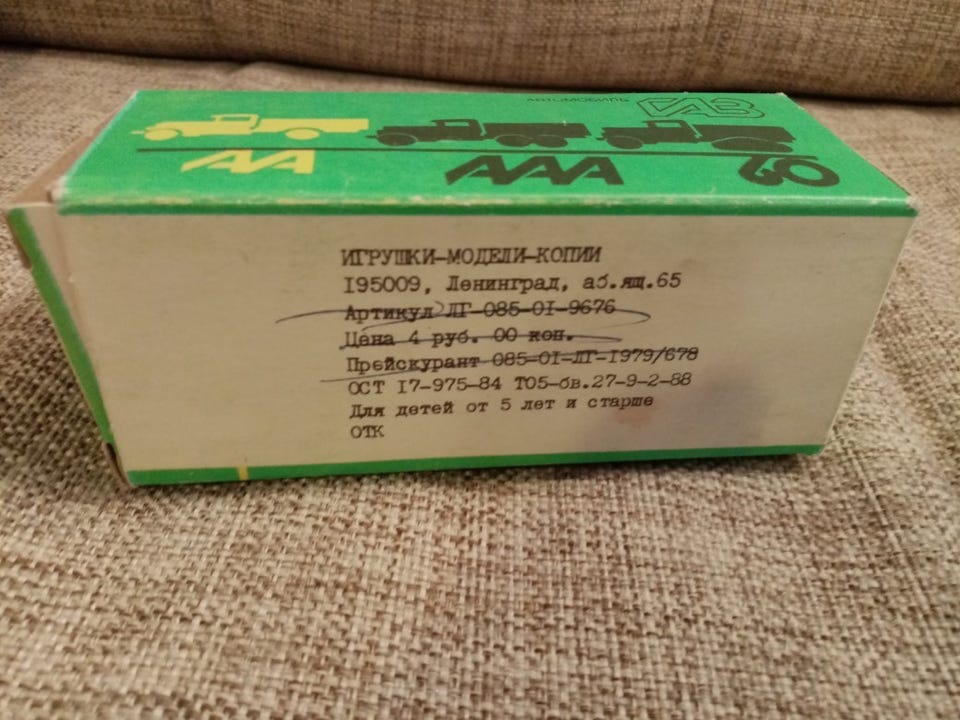 АВТОМОБИЛЬ ГАЗ
АА ААА 60
ИГРУШКИ-МОДЕЛИ-КОПИИ
I95009, Ленинград, аб.ящ.65
Артикул ЛГ-085-0I-9676
Цена 4 руб. 00 коп.
Прейскурант 085-0I-ЛГ-I979/678
ОСТ I7-975-84 Т05-бв.27-9-2-88
Для детей от 5 лет и старше
ОТК